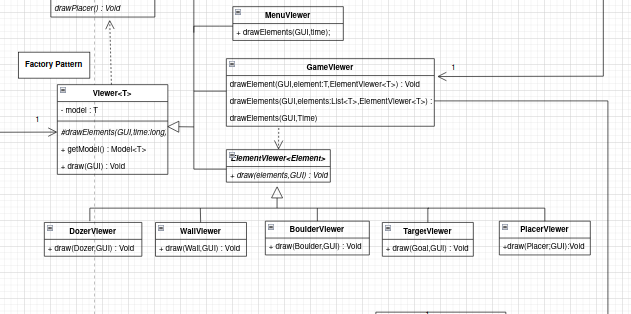 drawPlacer() : Void
MenuViewer
+ drawElements(GUI,time);
Factory Pattern
GameViewer
drawElement(GUI,element:T,ElementViewer<T>) : Void
drawElements(GUI,elements:List<T>,ElementViewer<T>) :
drawElements(GUI,Time)
1
Viewer<T>
- model : T
#drawElements(GUI,time:long,
+ getModel() : Model<T>
+ draw(GUI) : Void
1
ElementViewer<Element>
+ draw(elements,GUI) : Void
DozerViewer
+ draw(Dozer,GUI) : Void
WallViewer
+ draw(Wall,GUI) : Void
BoulderViewer
+ draw(Boulder,GUI) : Void
TargetViewer
+ draw(Goal,GUI) : Void
PlacerViewer
+draw(Placer;GUI):Void